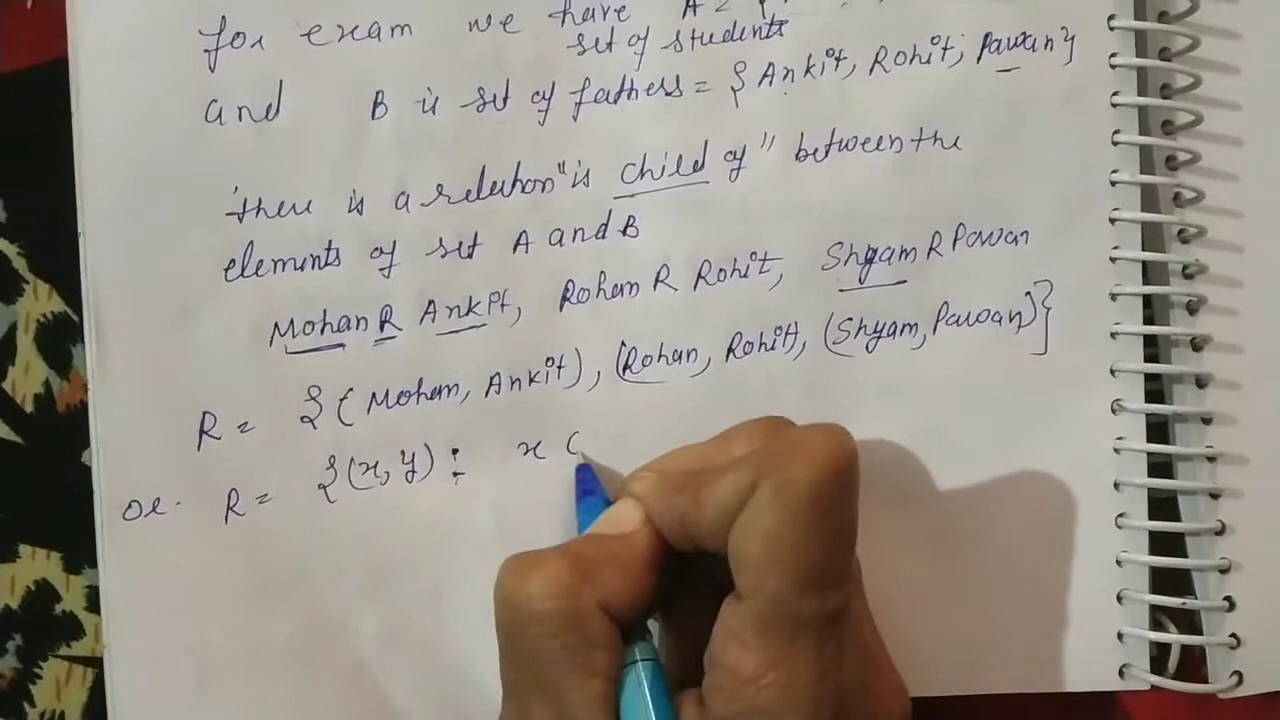 for exam we have A = {
set of students
and B is set of fathers = { Ankit, Rohit, Pawan }
there is a relation "is child of" between the
elements of set A and B
Mohan R Ankit, Rohan R Rohit, Shyam R Pawan
R = { (Mohan, Ankit), (Rohan, Rohit), (Shyam, Pawan) }
or R = { (x, y) : x